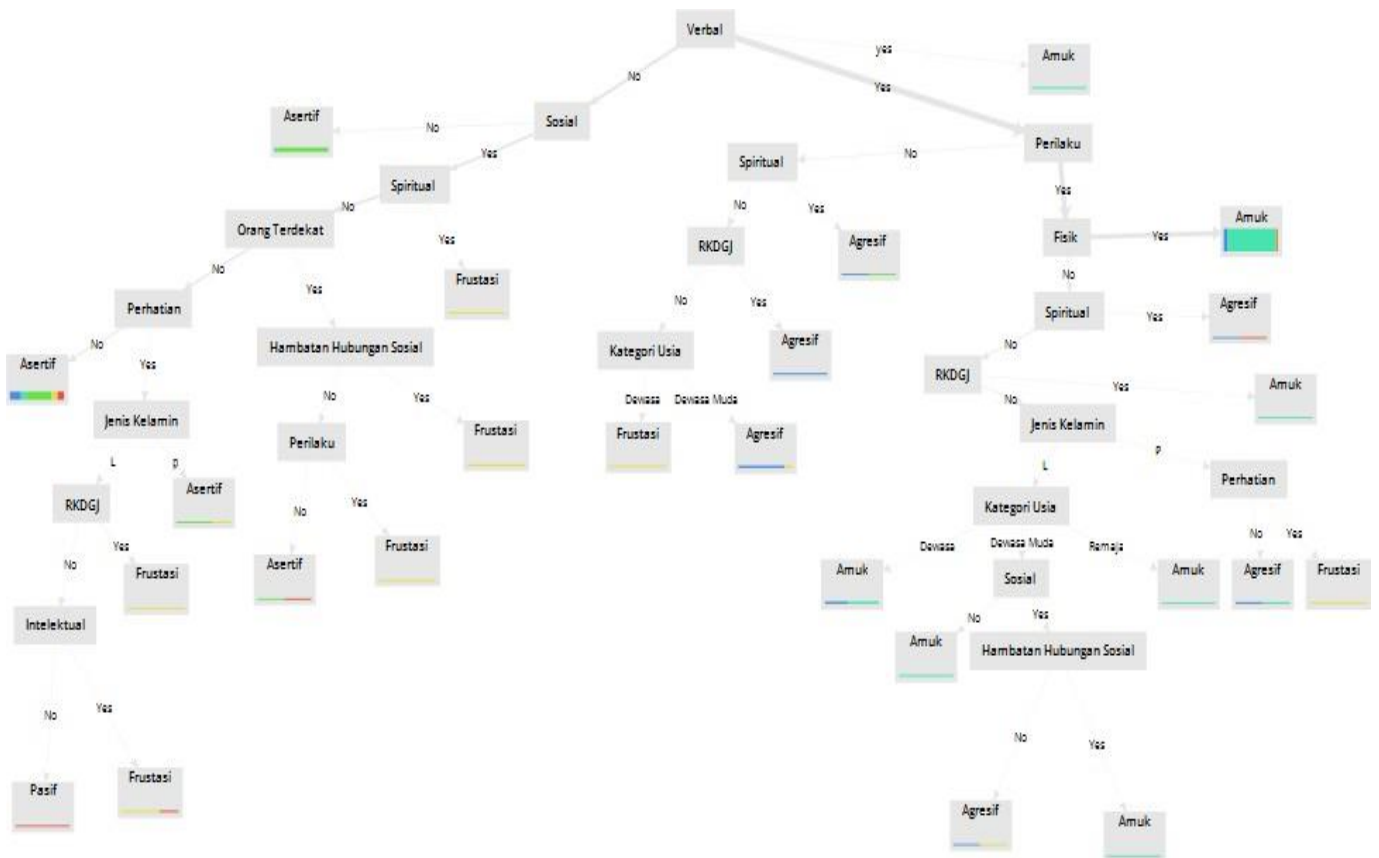 Verbal
yes
Amuk
No
Yes
Asertif
No
Sosial
Perilaku
Yes
Spiritual
No
Spiritual
Yes
No
No
Yes
Amuk
Orang Terdekat
Yes
RKDGJ
Agresif
Fisik
Yes
No
Frustasi
No
Yes
No
Perhatian
Yes
Spiritual
Yes
Agresif
No
Hambatan Hubungan Sosial
Kategori Usia
Agresif
No
Asertif
Yes
RKDGJ
Yes
Amuk
No
Yes
Dewasa
Dewasa Muda
No
Jenis Kelamin
Jenis Kelamin
Perilaku
Frustasi
Frustasi
Agresif
P
L
P
L
Perhatian
RKDGJ
Asertif
No
Yes
Kategori Usia
No
Yes
Frustasi
Dewasa
Dewasa Muda
Remaja
No
Yes
Frustasi
Asertif
Amuk
Sosial
Amuk
Agresif
Frustasi
Intelektual
No
Yes
Amuk
Hambatan Hubungan Sosial
No
Yes
No
Yes
Pasif
Frustasi
Agresif
Amuk